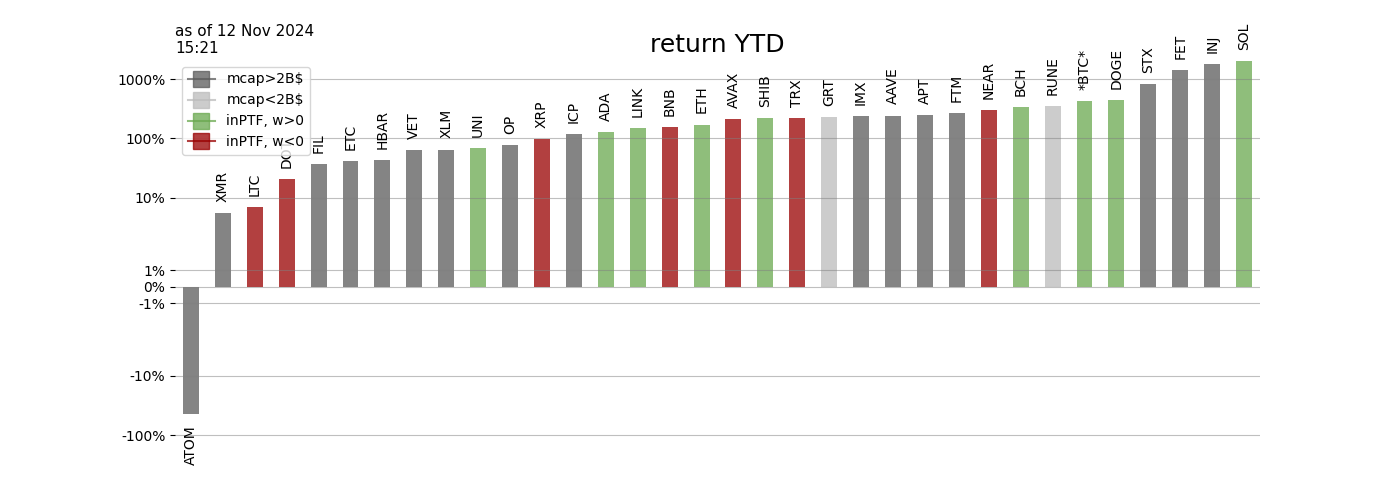 as of 12 Nov 2024
15:21
return YTD
mcap>2B$
mcap<2B$
inPTF, w>0
inPTF, w<0
1000%
100%
10%
1%
0%
-1%
-10%
-100%
ATOM
XMR
LTC
FIL
ETC
HBAR
VET
XLM
UNI
OP
XRP
ICP
ADA
LINK
BNB
ETH
AVAX
SHIB
TRX
GRT
IMX
AAVE
APT
FTM
NEAR
BCH
RUNE
*BTC*
DOGE
STX
FET
INJ
SOL